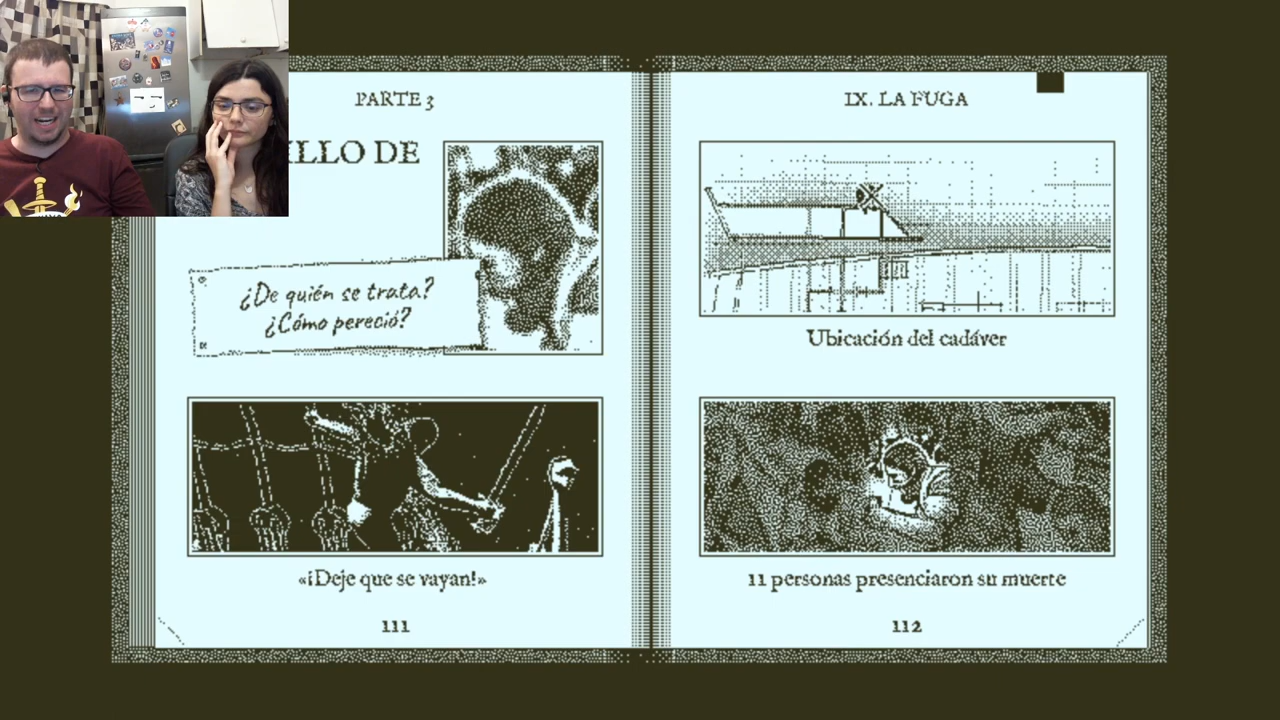 PARTE 3
ILLO DE
¿De quién se trata?
¿Cómo pereció?
«¡Deje que se vayan!»
111
IX. LA FUGA
Ubicación del cadáver
11 personas presenciaron su muerte
112